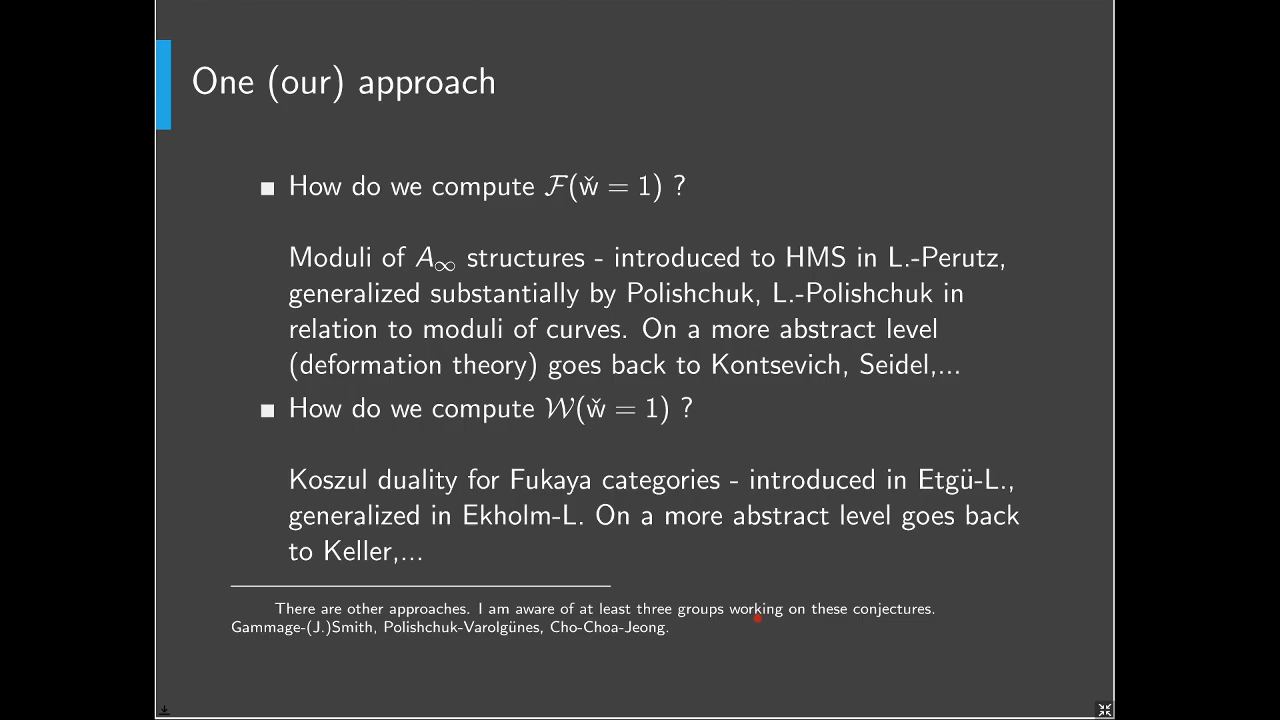 One (our) approach
How do we compute ℱ(w̌ = 1) ?
Moduli of A∞ structures - introduced to HMS in L.-Perutz,
generalized substantially by Polishchuk, L.-Polishchuk in
relation to moduli of curves. On a more abstract level
(deformation theory) goes back to Kontsevich, Seidel,...
How do we compute 𝒲(w̌ = 1) ?
Koszul duality for Fukaya categories - introduced in Etgü-L.,
generalized in Ekholm-L. On a more abstract level goes back
to Keller,...
There are other approaches. I am aware of at least three groups working on these conjectures.
Gammage-(J.)Smith, Polishchuk-Varolgünes, Cho-Choa-Jeong.